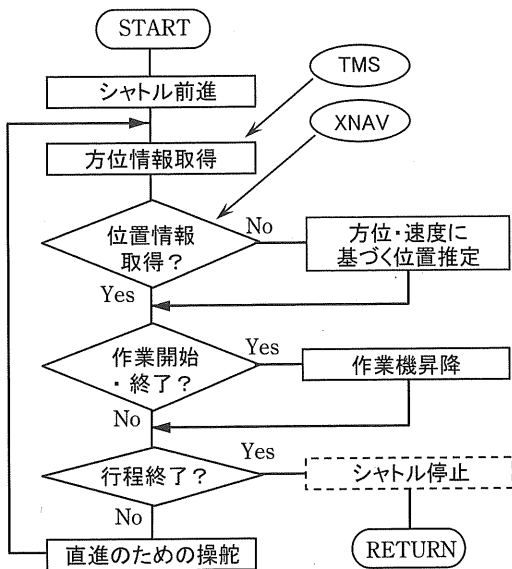 START
シャトル前進
TMS
XNAV
方位情報取得
位置情報
取得？
No
方位・速度に
基づく位置推定
Yes
作業開始
・終了？
Yes
作業機昇降
No
行程終了？
Yes
シャトル停止
No
直進のための操舵
RETURN